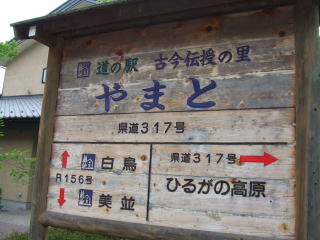 道の駅 古今伝授の里
やまと
県道317号
白鳥
R156号
美並
県道317号
ひるがの高原